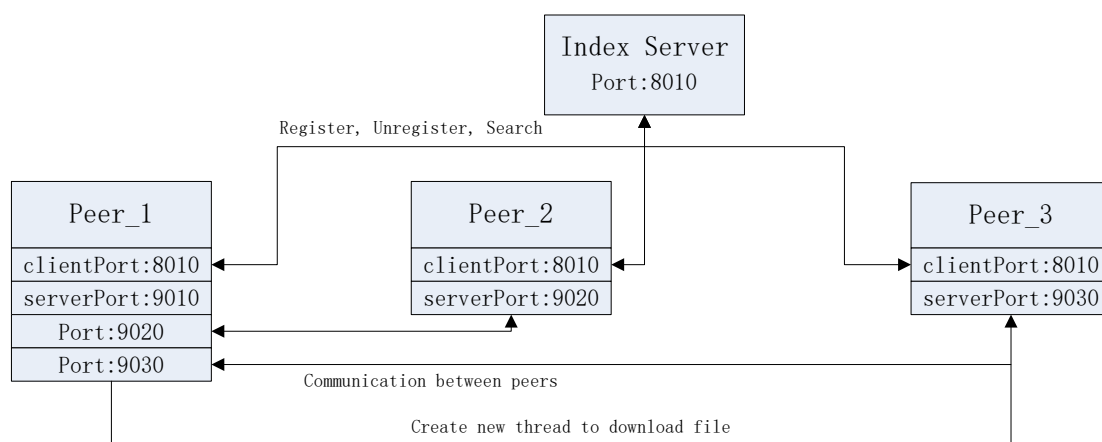 Index Server
Port:8010
Register, Unregister, Search
Peer_1
clientPort:8010
serverPort:9010
Port:9020
Port:9030
Peer_2
clientPort:8010
serverPort:9020
Peer_3
clientPort:8010
serverPort:9030
Communication between peers
Create new thread to download file